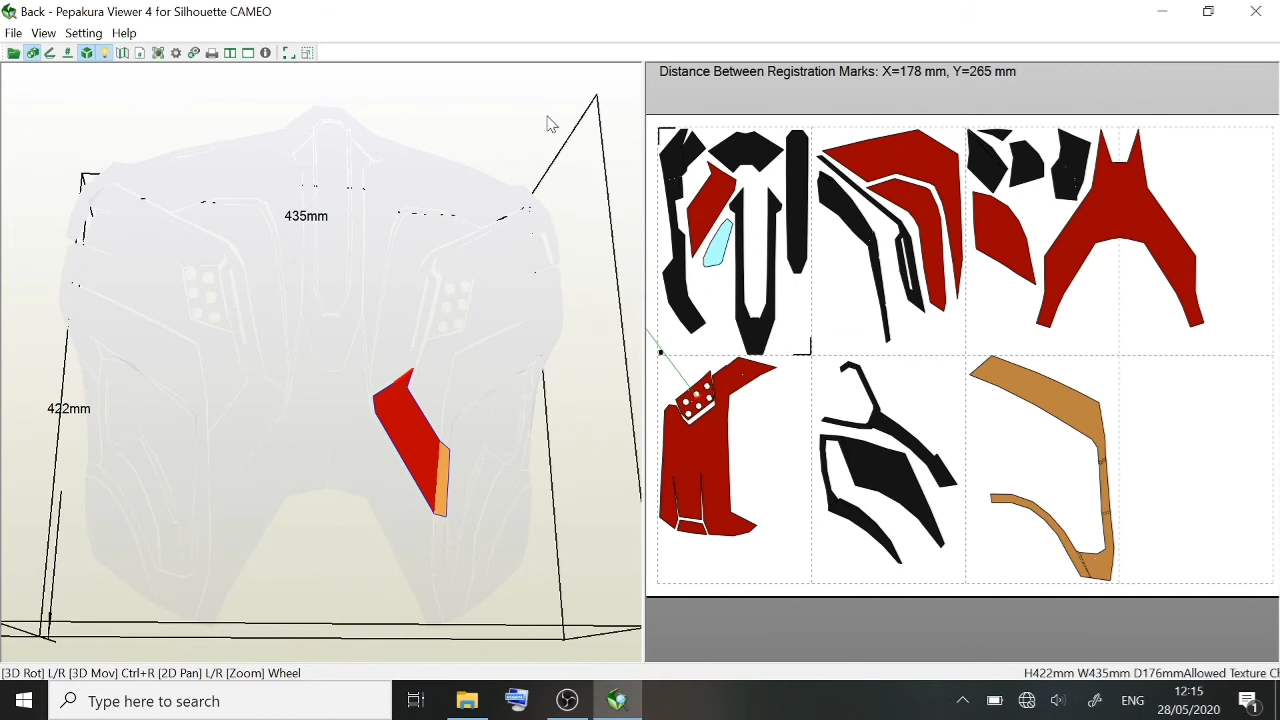 Back - Pepakura Viewer 4 for Silhouette CAMEO
File View Setting Help
Distance Between Registration Marks: X=178 mm, Y=265 mm
435mm
422mm
[3D Rot] L/R [3D Mov] Ctrl+R [2D Pan] L/R [Zoom] Wheel
H422mm W435mm D176mmAllowed Texture
Type here to search
ENG
12:15
28/05/2020
1